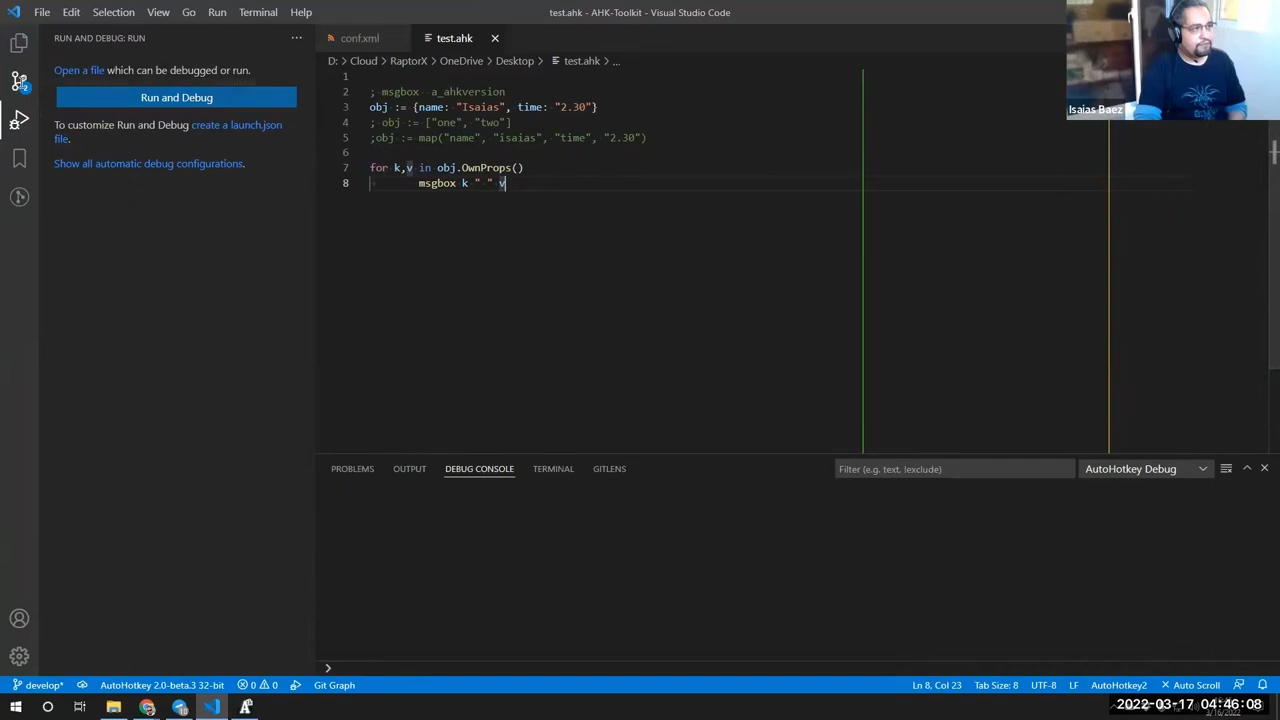 File Edit Selection View Go Run Terminal Help
test.ahk - AHK-Toolkit - Visual Studio Code
RUN AND DEBUG: RUN
Open a file which can be debugged or run.
Run and Debug
To customize Run and Debug create a launch.json
file.
Show all automatic debug configurations.
conf.xml
test.ahk
D: > Cloud > RaptorX > OneDrive > Desktop > test.ahk > ...
1
2 ; msgbox a_ahkversion
3 obj := {name: "Isaias", time: "2.30"}
4 ; obj := ["one", "two"]
5 ;obj := map("name", "isaias", "time", "2.30")
6
7 for k,v in obj.OwnProps()
8 msgbox k " " v
Isaias Baez
PROBLEMS OUTPUT DEBUG CONSOLE TERMINAL GITLENS
Filter (e.g. text, !exclude)
AutoHotkey Debug
develop* AutoHotkey 2.0-beta.3 32-bit 0 0 Git Graph
Ln 8, Col 23 Tab Size: 8 UTF-8 LF AutoHotkey2 Auto Scroll
2022-03-17 04:46:08